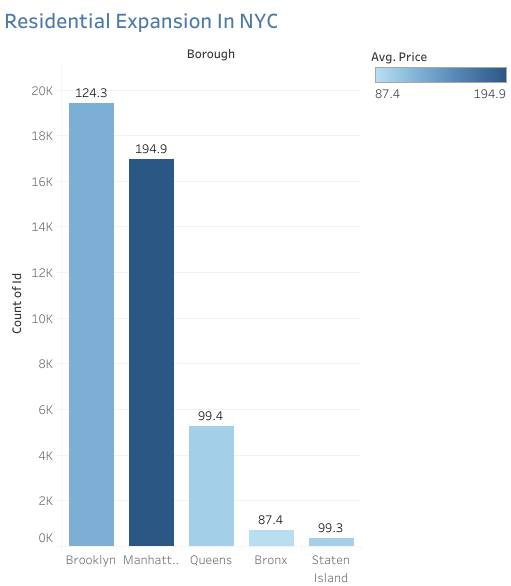 Residential Expansion In NYC
Borough
Avg. Price
87.4 194.9
Count of Id
20K
18K
16K
14K
12K
10K
8K
6K
4K
2K
0K
124.3
194.9
99.4
87.4
99.3
Brooklyn Manhatt.. Queens Bronx Staten
Island